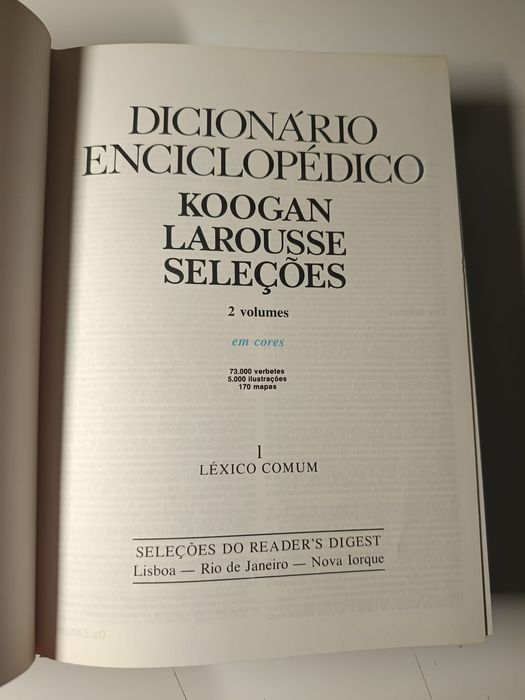 DICIONÁRIO
ENCICLOPÉDICO
KOOGAN
LAROUSSE
SELEÇÕES
2 volumes
em cores
73.000 verbetes
5.000 ilustrações
170 mapas
1
LÉXICO COMUM
SELEÇÕES DO READER'S DIGEST
Lisboa — Rio de Janeiro — Nova Iorque